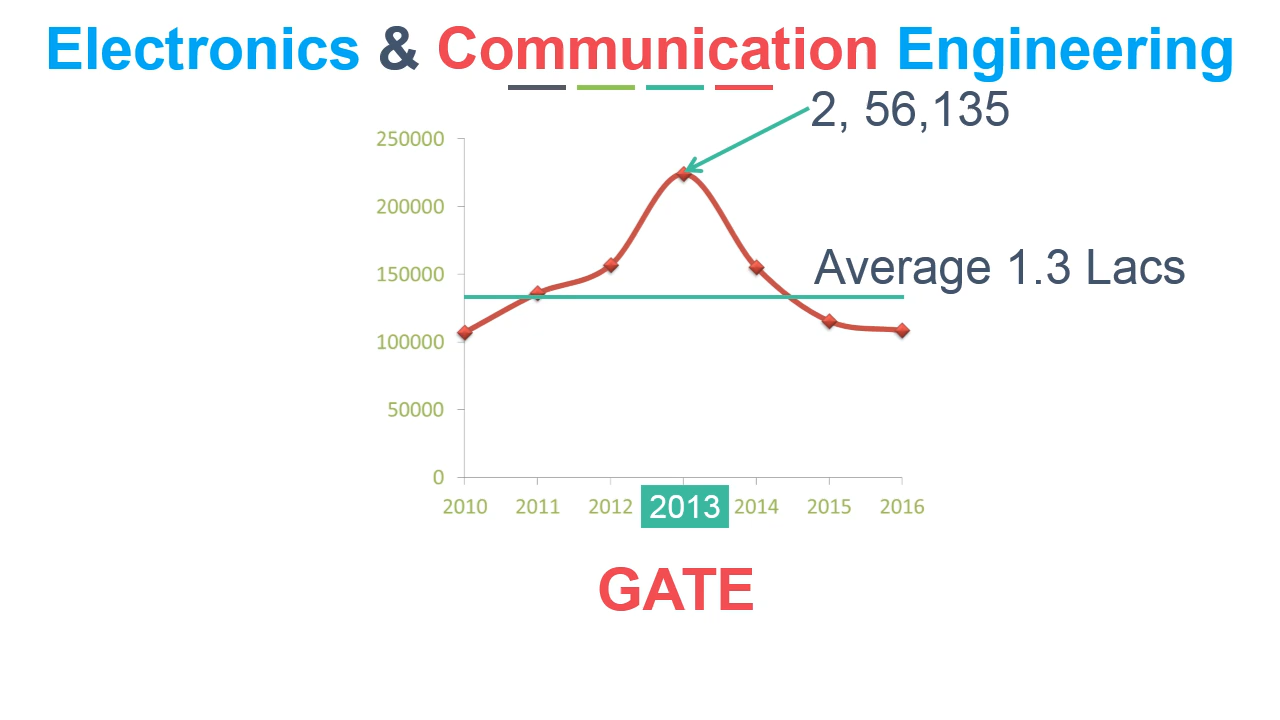 Electronics & Communication Engineering
2, 56,135
250000
200000
Average 1.3 Lacs
150000
100000
50000
0
2010 2011 2012 2013 2014 2015 2016
GATE